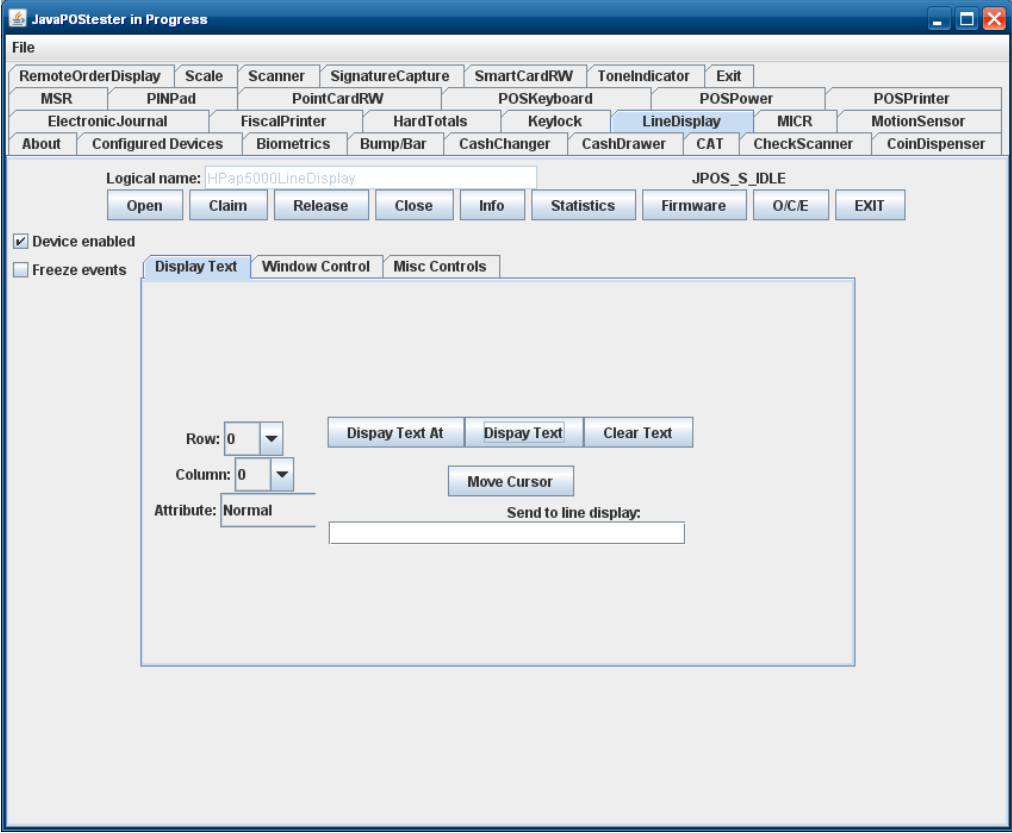 JavaPOStester in Progress
File
RemoteOrderDisplay Scale Scanner SignatureCapture SmartCardRW ToneIndicator Exit
MSR PINPad PointCardRW POSKeyboard POSPower POSPrinter
ElectronicJournal FiscalPrinter HardTotals Keylock LineDisplay MICR MotionSensor
About Configured Devices Biometrics Bump/Bar CashChanger CashDrawer CAT CheckScanner CoinDispenser
Logical name: HPap5000LineDisplay JPOS_S_IDLE
Open Claim Release Close Info Statistics Firmware O/C/E EXIT
Device enabled
Freeze events
Display Text Window Control Misc Controls
Row: 0 Dispay Text At Dispay Text Clear Text
Column: 0 Move Cursor
Attribute: Normal Send to line display: